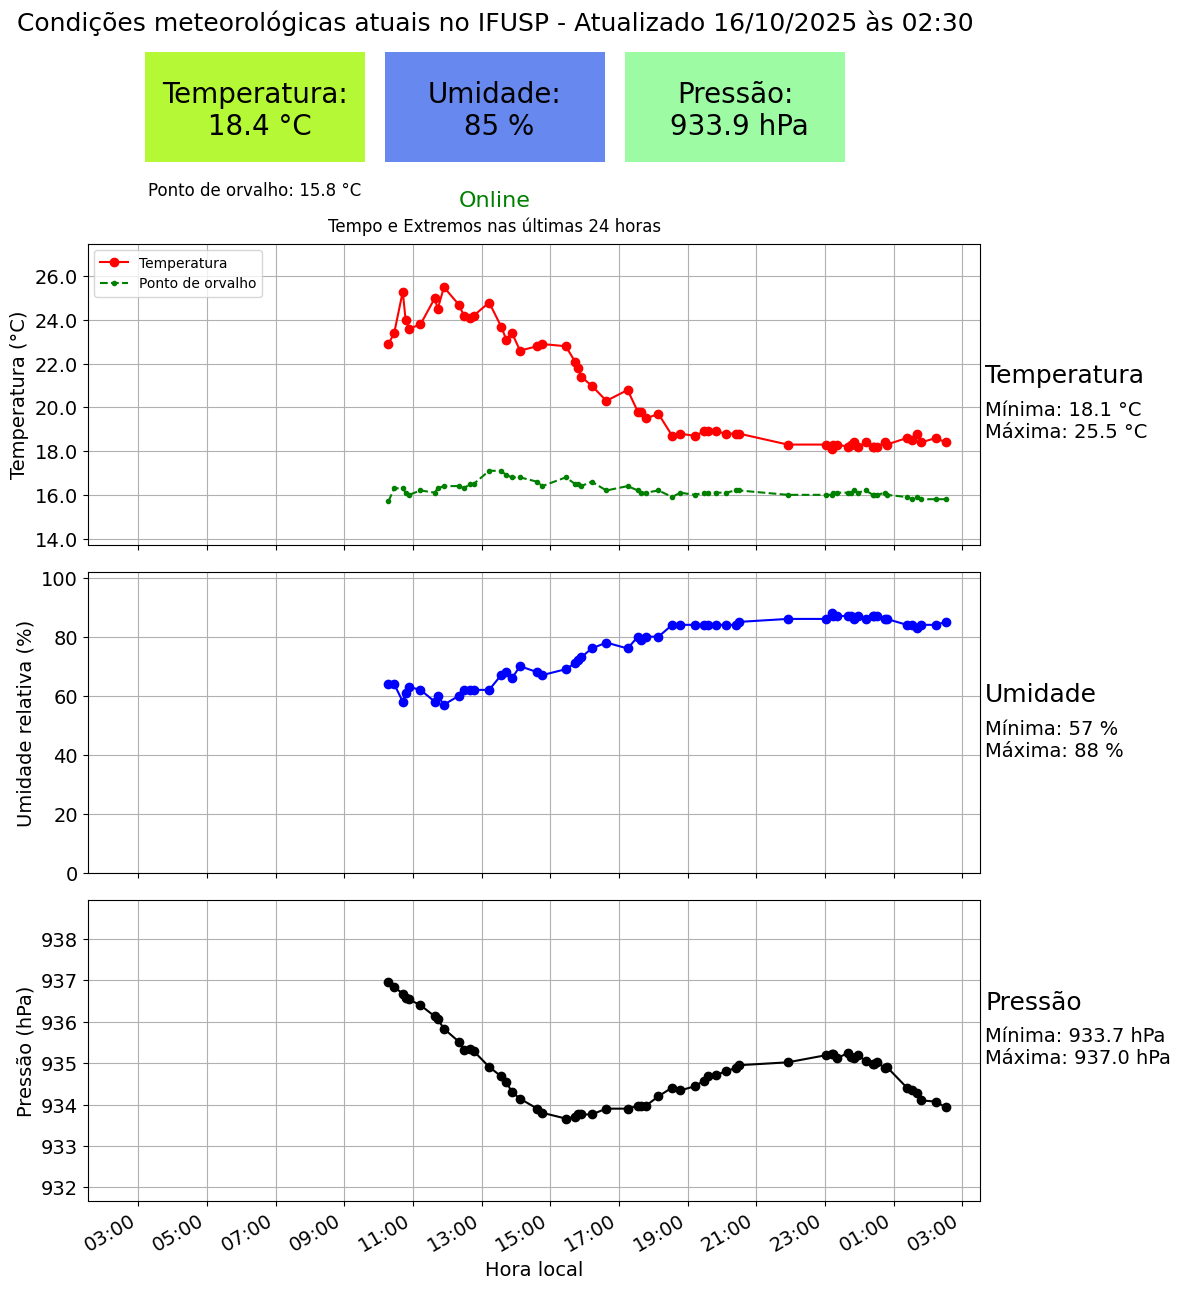 Condições meteorológicas atuais no IFUSP - Atualizado 16/10/2025 às 02:30
Temperatura:
18.4 °C
Umidade:
85 %
Pressão:
933.9 hPa
Ponto de orvalho: 15.8 °C
Online
Tempo e Extremos nas últimas 24 horas
Temperatura
Ponto de orvalho
Temperatura (°C)
26.0
24.0
22.0
20.0
18.0
16.0
14.0
Temperatura
Mínima: 18.1 °C
Máxima: 25.5 °C
Umidade relativa (%)
100
80
60
40
20
0
Umidade
Mínima: 57 %
Máxima: 88 %
Pressão (hPa)
938
937
936
935
934
933
932
Pressão
Mínima: 933.7 hPa
Máxima: 937.0 hPa
03:00
05:00
07:00
09:00
11:00
13:00
15:00
17:00
19:00
21:00
23:00
01:00
03:00
Hora local